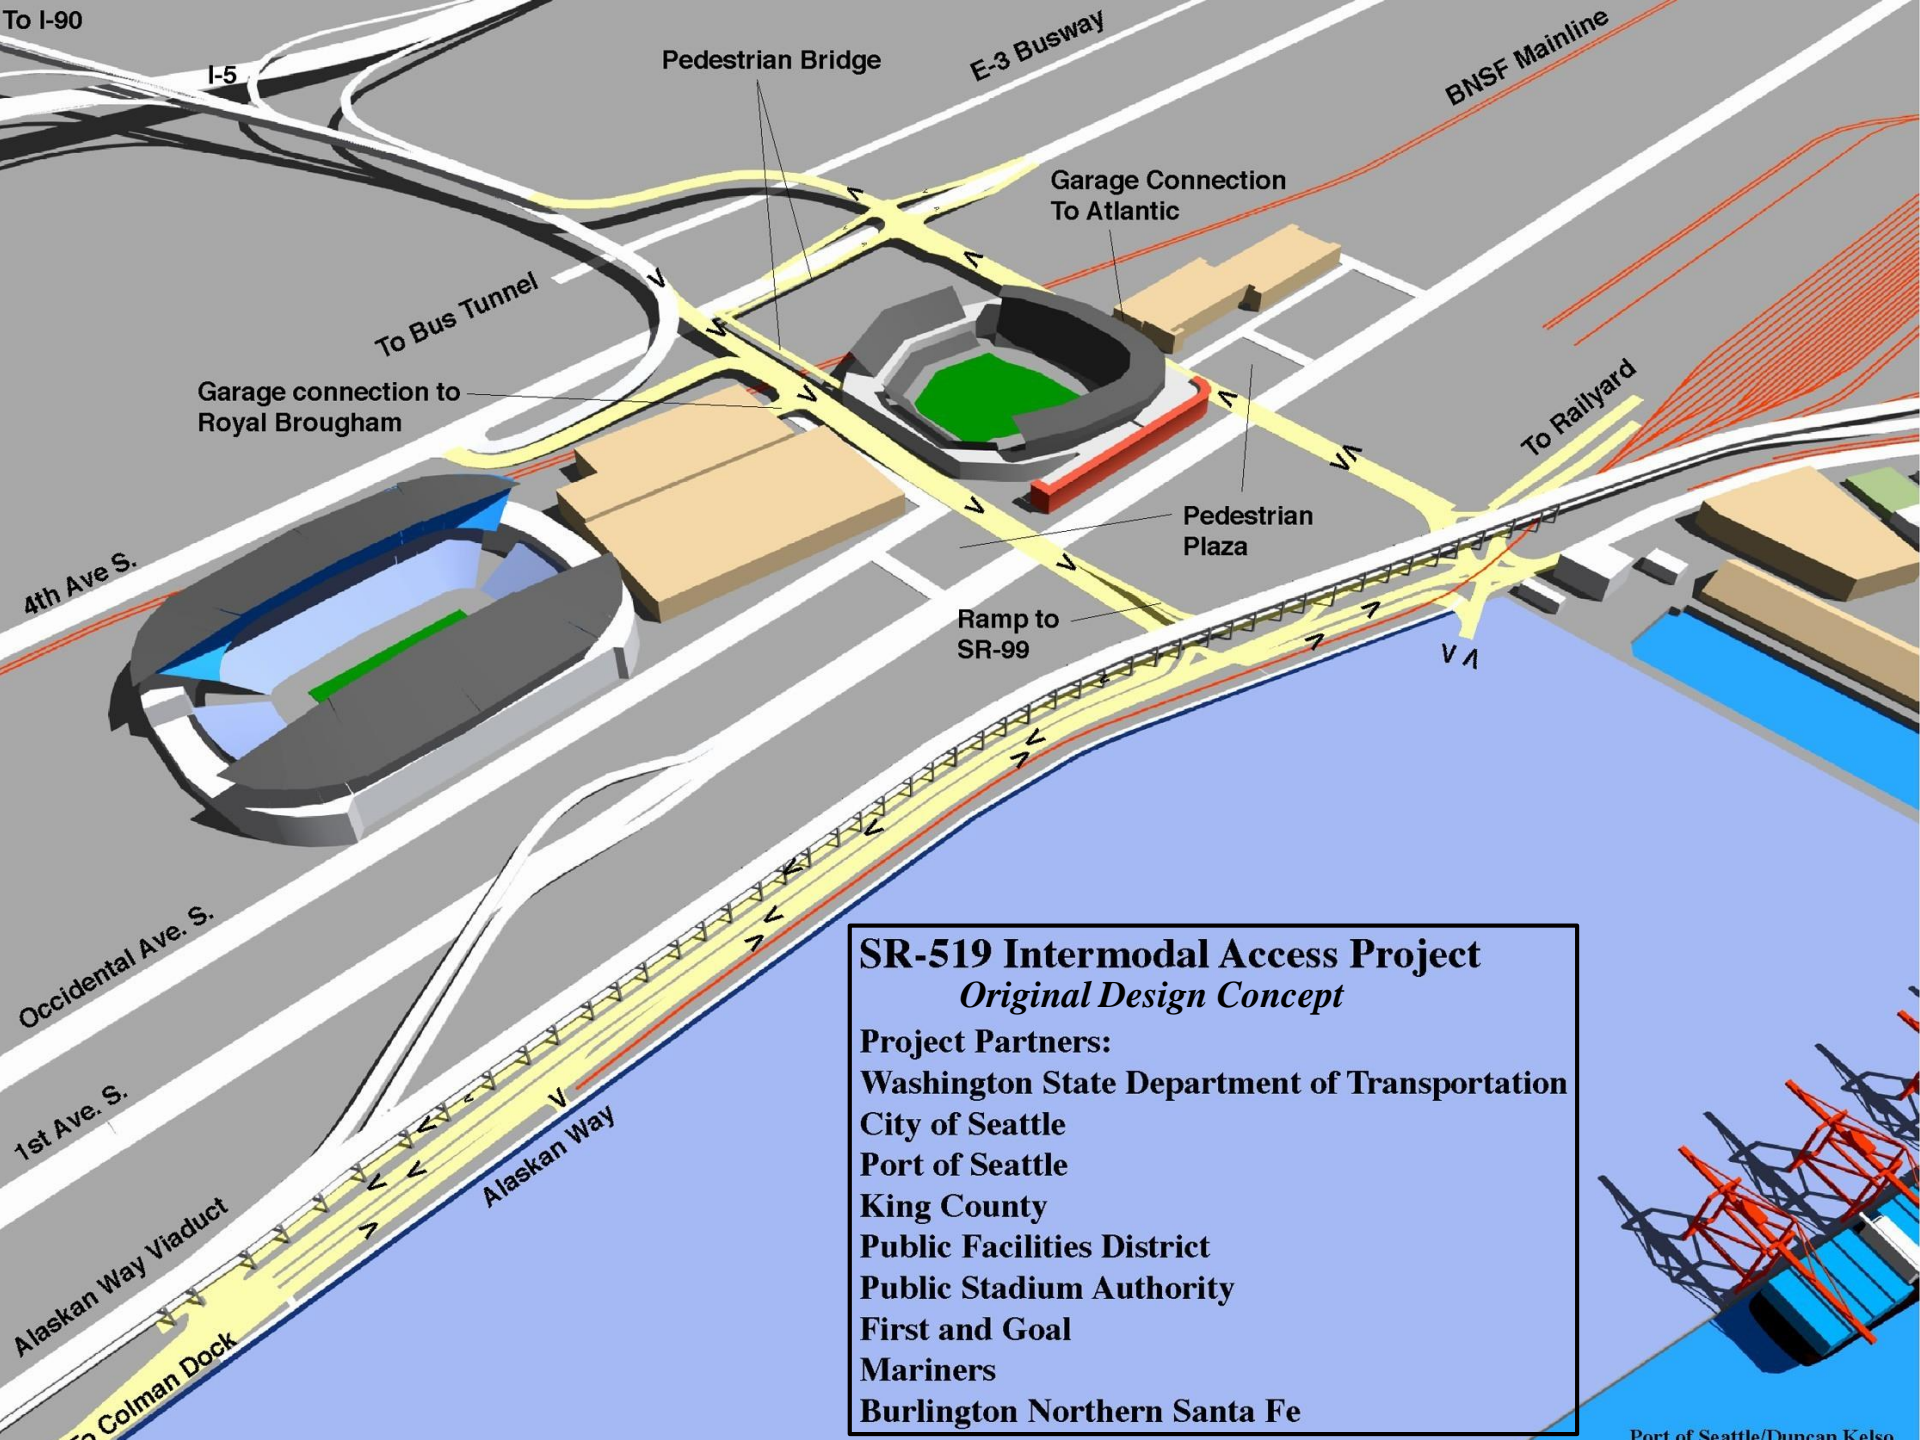 To I-90
I-5
Pedestrian Bridge
E-3 Busway
BNSF Mainline
Garage Connection
To Atlantic
To Bus Tunnel
Garage connection to
Royal Brougham
To Railyard
Pedestrian
Plaza
4th Ave S.
Ramp to
SR-99
Occidental Ave. S.
1st Ave. S.
Alaskan Way
Alaskan Way Viaduct
To Colman Dock
SR-519 Intermodal Access Project
Original Design Concept
Project Partners:
Washington State Department of Transportation
City of Seattle
Port of Seattle
King County
Public Facilities District
Public Stadium Authority
First and Goal
Mariners
Burlington Northern Santa Fe
Port of Seattle/Duncan Kelso